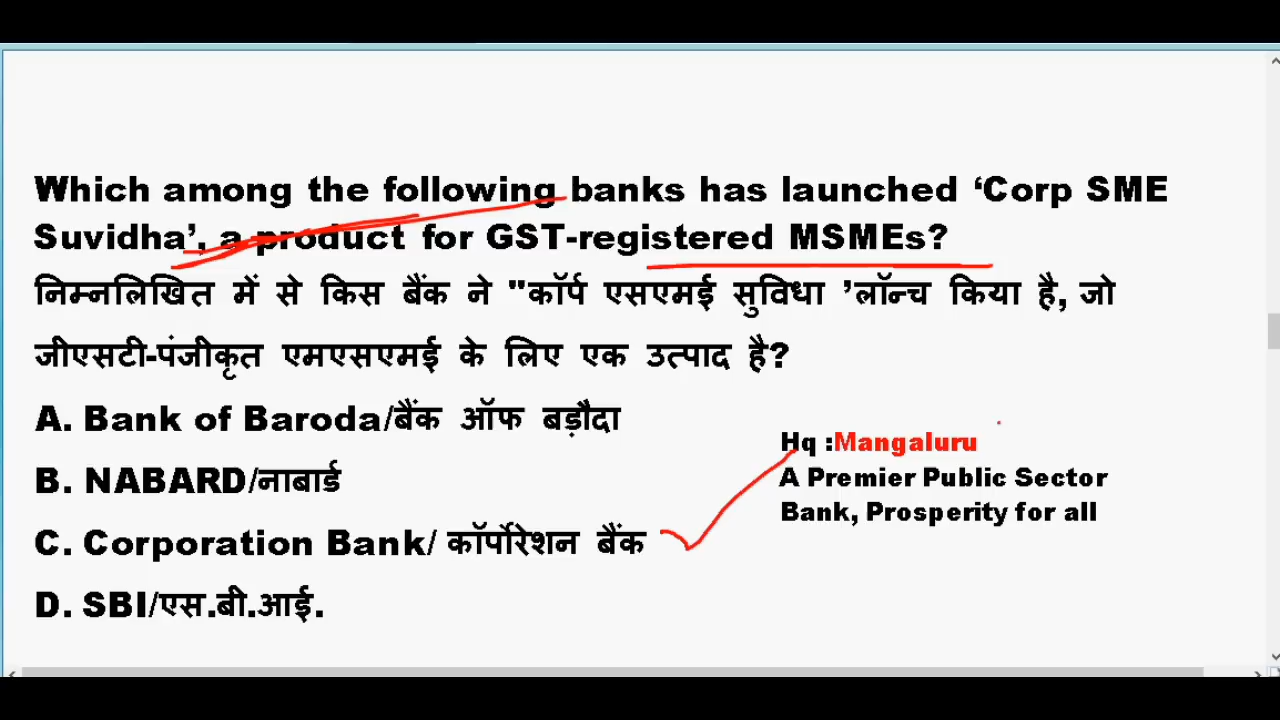 Which among the following banks has launched ‘Corp SME
Suvidha’, a product for GST-registered MSMEs?
निम्नलिखित में से किस बैंक ने "कॉर्प एसएमई सुविधा ’लॉन्च किया है, जो
जीएसटी-पंजीकृत एमएसएमई के लिए एक उत्पाद है?
A. Bank of Baroda/बैंक ऑफ बड़ौदा
B. NABARD/नाबार्ड
C. Corporation Bank/ कॉर्पोरेशन बैंक
D. SBI/एस.बी.आई.
Hq :Mangaluru
A Premier Public Sector
Bank, Prosperity for all